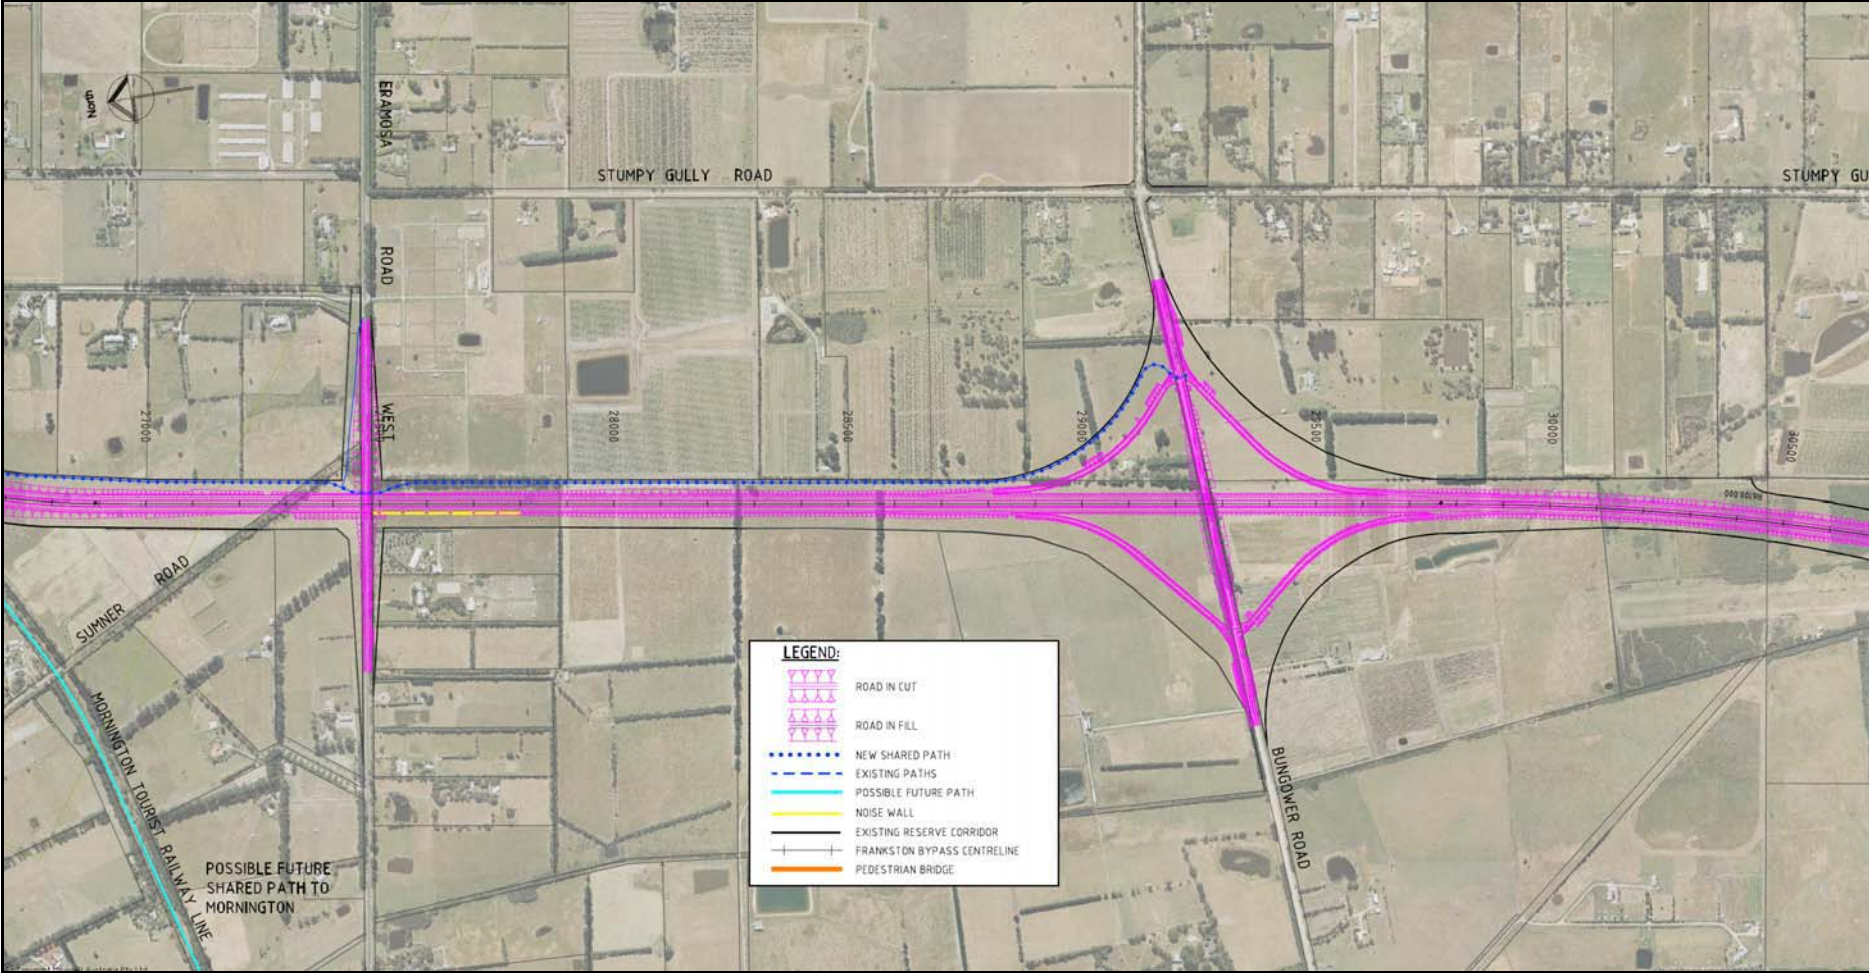 North
ERAMOSA
ROAD
WEST
STUMPY GULLY ROAD
STUMPY GU
27000
28000
28500
29000
29500
30000
30500
SUMNER
ROAD
MORNINGTON TOURIST RAILWAY LINE
POSSIBLE FUTURE
SHARED PATH TO
MORNINGTON
BUNGOWER ROAD
LEGEND:
ROAD IN CUT
ROAD IN FILL
NEW SHARED PATH
EXISTING PATHS
POSSIBLE FUTURE PATH
NOISE WALL
EXISTING RESERVE CORRIDOR
FRANKSTON BYPASS CENTRELINE
PEDESTRIAN BRIDGE